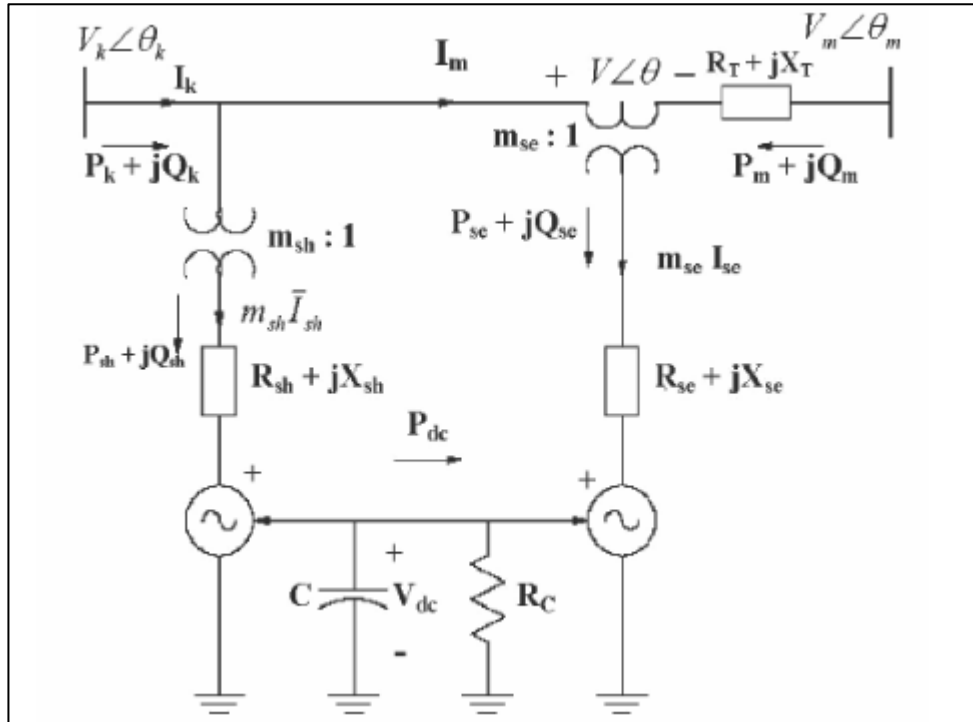 V_k∠θ_k
I_k
I_m
+ V∠θ −
R_T + jX_T
V_m∠θ_m
P_k + jQ_k
m_se : 1
P_m + jQ_m
m_sh : 1
P_se + jQ_se
m_se I_se
m_sh Ī_sh
P_sh + jQ_sh
R_sh + jX_sh
R_se + jX_se
P_dc
+
+
+
C
V_dc
R_C
-